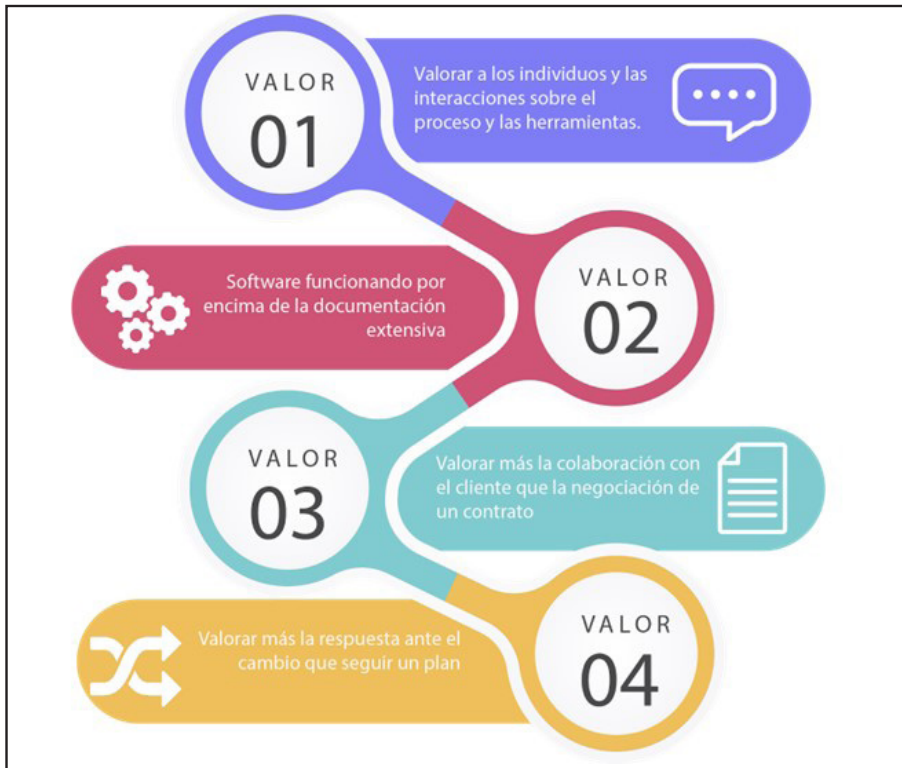 VALOR
01
Valorar a los individuos y las
interacciones sobre el
proceso y las herramientas.
Software funcionando por
encima de la documentación
extensiva
VALOR
02
VALOR
03
Valorar más la colaboración con
el cliente que la negociación de
un contrato
Valorar más la respuesta ante el
cambio que seguir un plan
VALOR
04